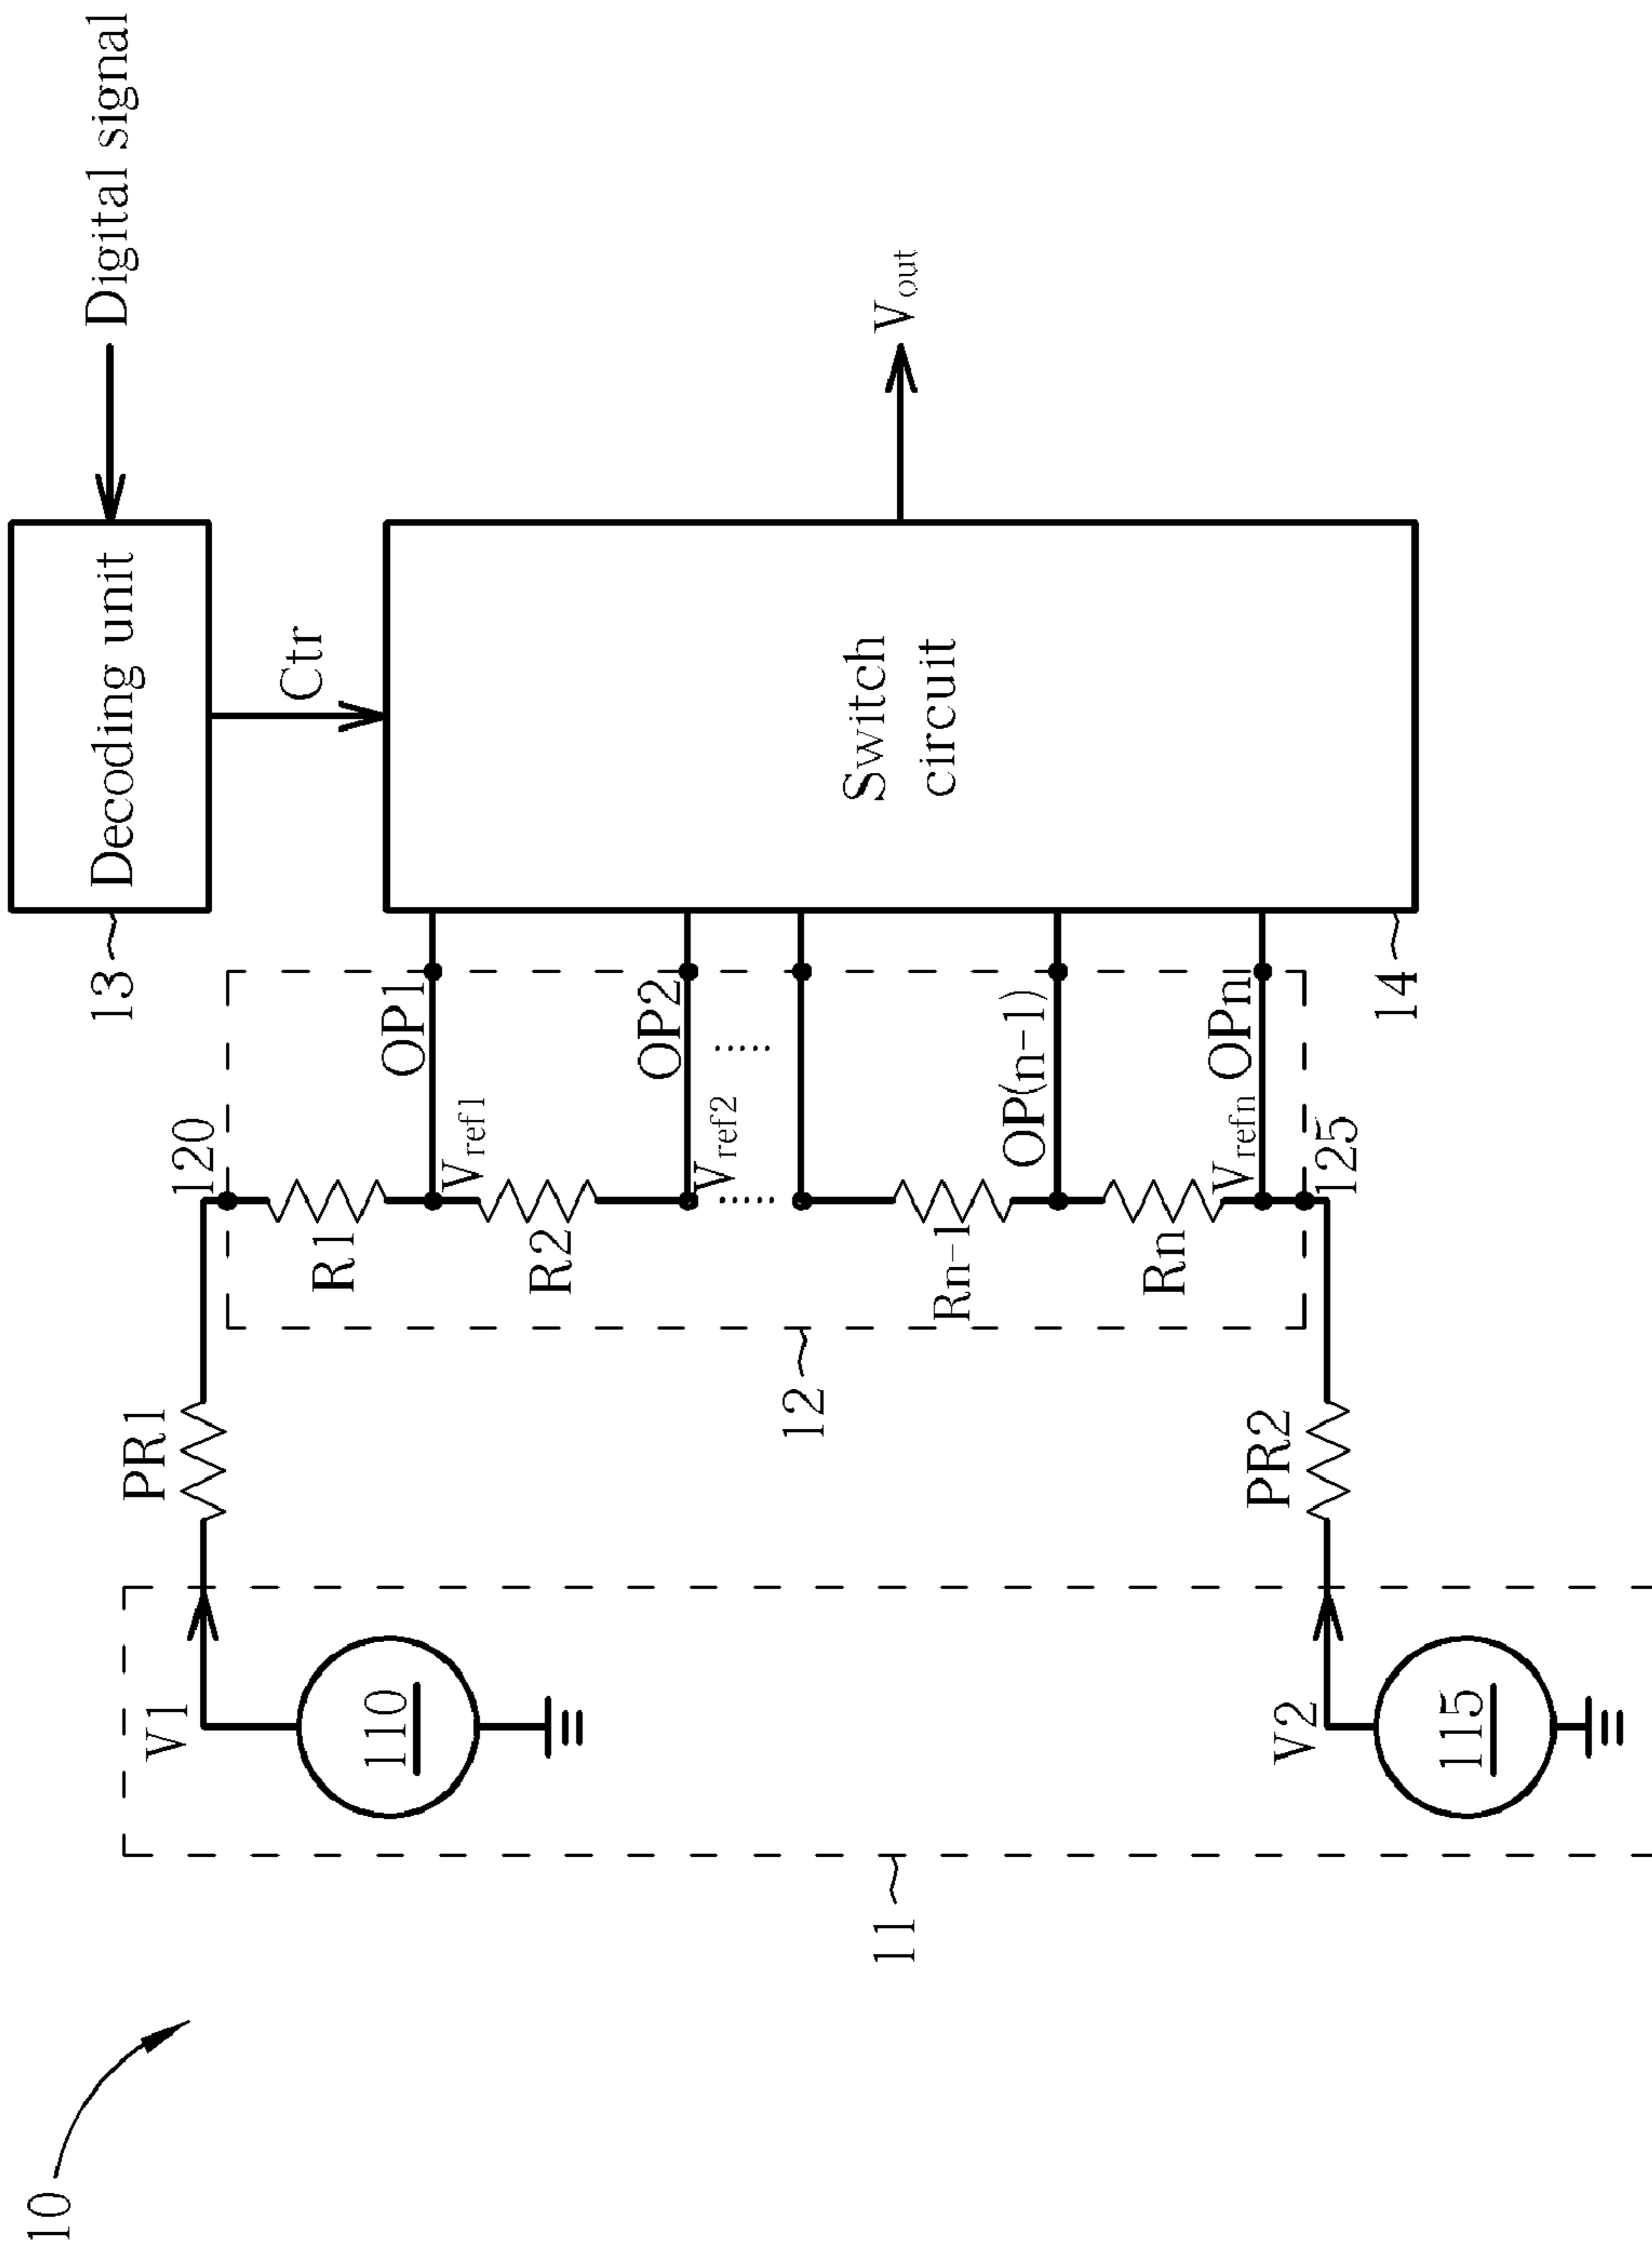 10
13
Decoding unit
Digital signal
Ctr
V1
PR1
120
R1
OP1
Vref1
110
R2
OP2
Vref2
.....
.....
11
12
Switch
circuit
Vout
Rn-1
OP(n-1)
Rn
Vrefn
OPn
V2
PR2
125
14
115